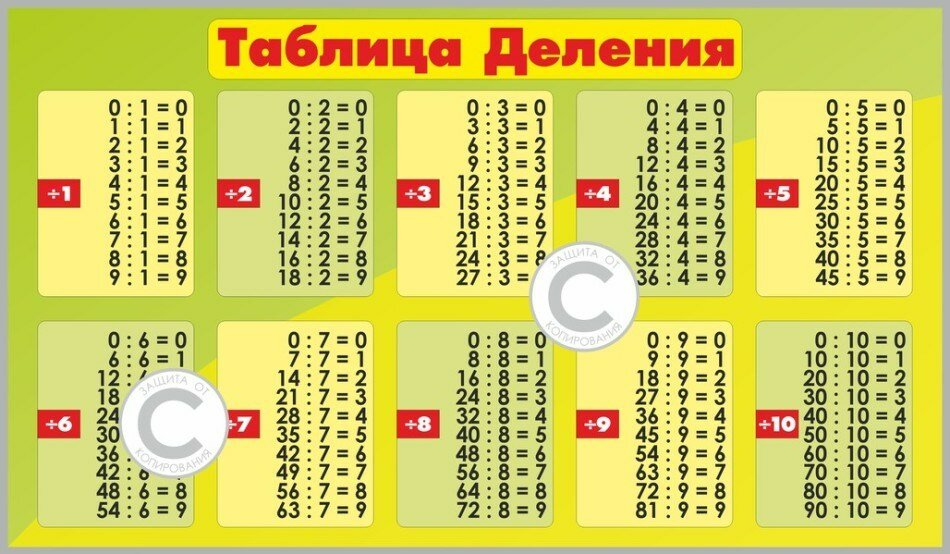 Таблица Деления
÷1
0 : 1 = 0
1 : 1 = 1
2 : 1 = 2
3 : 1 = 3
4 : 1 = 4
5 : 1 = 5
6 : 1 = 6
7 : 1 = 7
8 : 1 = 8
9 : 1 = 9
÷2
0 : 2 = 0
2 : 2 = 1
4 : 2 = 2
6 : 2 = 3
8 : 2 = 4
10 : 2 = 5
12 : 2 = 6
14 : 2 = 7
16 : 2 = 8
18 : 2 = 9
÷3
0 : 3 = 0
3 : 3 = 1
6 : 3 = 2
9 : 3 = 3
12 : 3 = 4
15 : 3 = 5
18 : 3 = 6
21 : 3 = 7
24 : 3 = 8
27 : 3 = 8
÷4
0 : 4 = 0
4 : 4 = 1
8 : 4 = 2
12 : 4 = 3
16 : 4 = 4
20 : 4 = 5
24 : 4 = 6
28 : 4 = 7
32 : 4 = 8
36 : 4 = 9
÷5
0 : 5 = 0
5 : 5 = 1
10 : 5 = 2
15 : 5 = 3
20 : 5 = 4
25 : 5 = 5
30 : 5 = 6
35 : 5 = 7
40 : 5 = 8
45 : 5 = 9
ЗАЩИТА ОТ
C
КОПИРОВАНИЯ
÷6
0 : 6 = 0
6 : 6 = 1
12 :
18
24
30
36
42 : 6
48 : 6 = 8
54 : 6 = 9
ЗАЩИТА ОТ
C
КОПИРОВАНИЯ
÷7
0 : 7 = 0
7 : 7 = 1
14 : 7 = 2
21 : 7 = 3
28 : 7 = 4
35 : 7 = 5
42 : 7 = 6
49 : 7 = 7
56 : 7 = 8
63 : 7 = 9
÷8
0 : 8 = 0
8 : 8 = 1
16 : 8 = 2
24 : 8 = 3
32 : 8 = 4
40 : 8 = 5
48 : 8 = 6
56 : 8 = 7
64 : 8 = 8
72 : 8 = 9
÷9
0 : 9 = 0
9 : 9 = 1
18 : 9 = 2
27 : 9 = 3
36 : 9 = 4
45 : 9 = 5
54 : 9 = 6
63 : 9 = 7
72 : 9 = 8
81 : 9 = 9
÷10
0 : 10 = 0
10 : 10 = 1
20 : 10 = 2
30 : 10 = 3
40 : 10 = 4
50 : 10 = 5
60 : 10 = 6
70 : 10 = 7
80 : 10 = 8
90 : 10 = 9